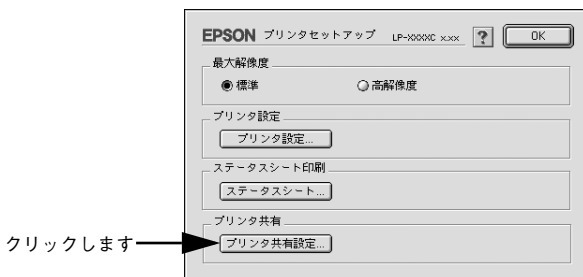 EPSON プリンタセットアップ LP-XXXXC x.xx ? OK
最大解像度
標準 高解像度
プリンタ設定
プリンタ設定...
ステータスシート印刷
ステータスシート...
プリンタ共有
クリックします プリンタ共有設定...